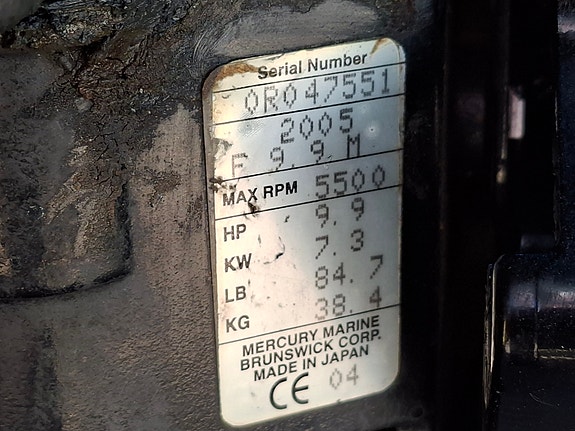 Serial Number
0R047551
2005
F 9.9 M
MAX RPM 5500
HP 9.9
KW 7.3
LB 84.7
KG 38.4
MERCURY MARINE
BRUNSWICK CORP.
MADE IN JAPAN
CE 04